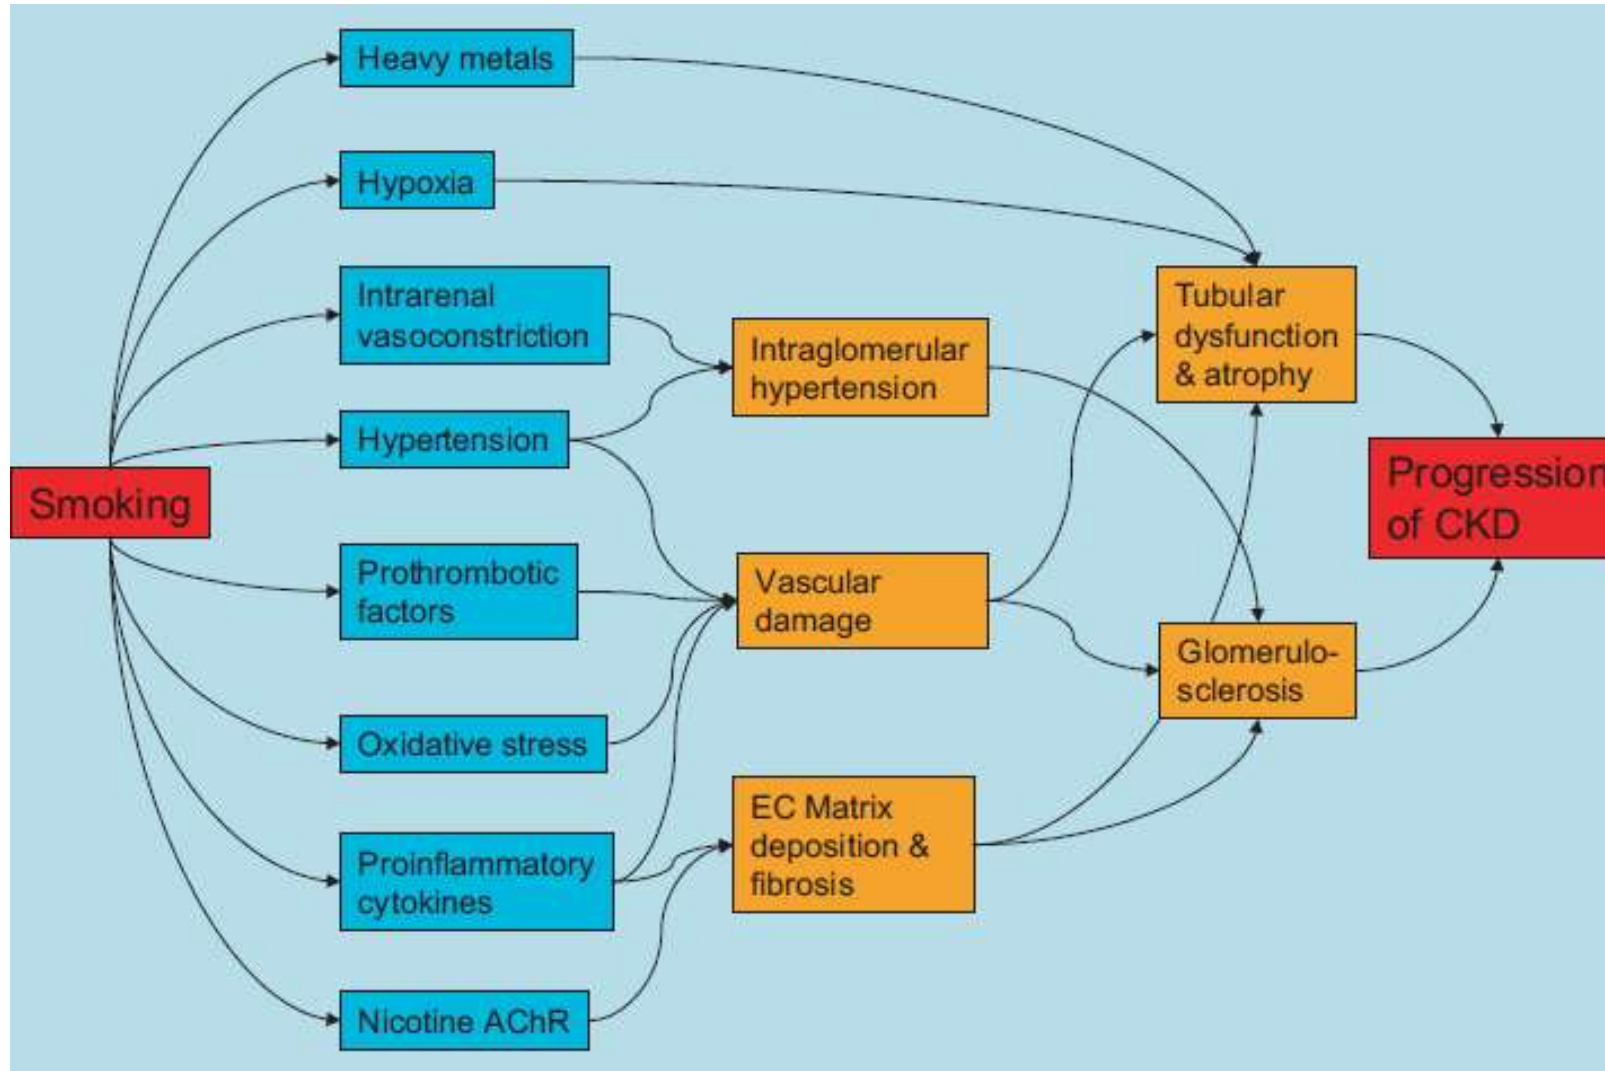 Heavy metals
Hypoxia
Intrarenal
vasoconstriction
Hypertension
Smoking
Prothrombotic
factors
Oxidative stress
Proinflammatory
cytokines
Nicotine AChR
Intraglomerular
hypertension
Vascular
damage
EC Matrix
deposition &
fibrosis
Tubular
dysfunction
& atrophy
Glomerulo-
sclerosis
Progression
of CKD